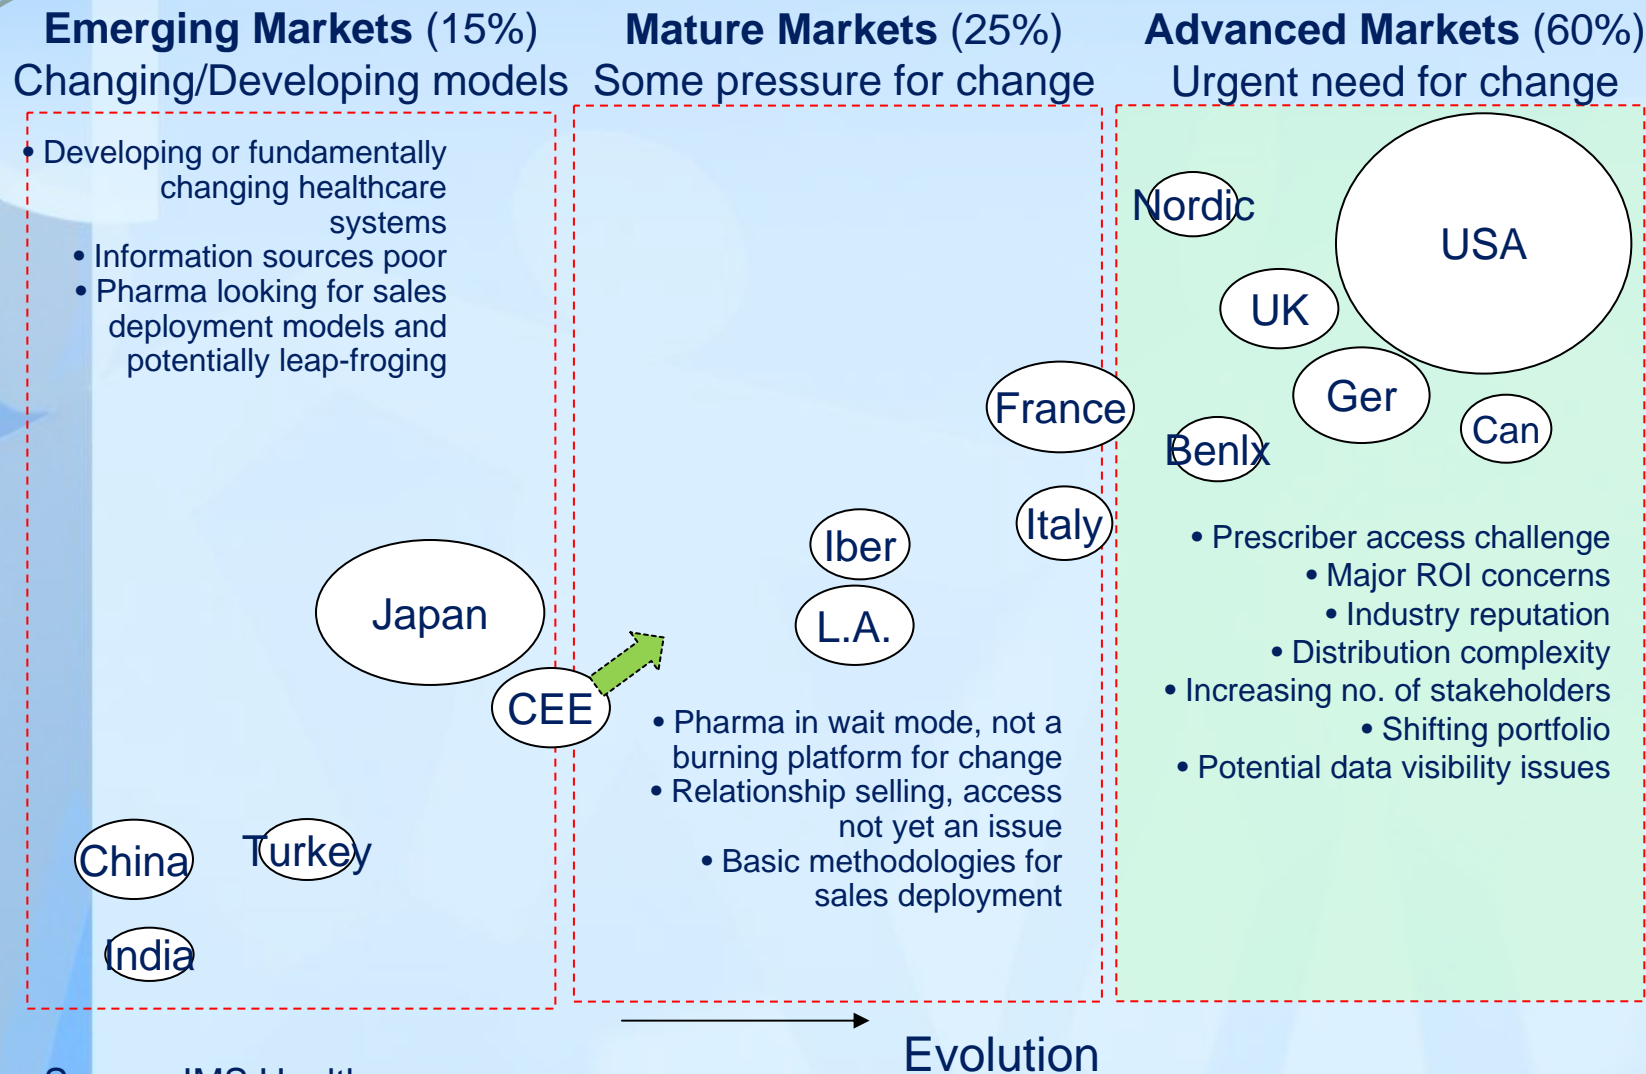 Emerging Markets (15%)
Changing/Developing models
Mature Markets (25%)
Some pressure for change
Advanced Markets (60%)
Urgent need for change
• Developing or fundamentally
changing healthcare
systems
• Information sources poor
• Pharma looking for sales
deployment models and
potentially leap-froging
Nordic
USA
UK
Ger
Can
Benlx
France
Italy
Iber
L.A.
Japan
CEE
China
Turkey
India
• Pharma in wait mode, not a
burning platform for change
• Relationship selling, access
not yet an issue
• Basic methodologies for
sales deployment
• Prescriber access challenge
• Major ROI concerns
• Industry reputation
• Distribution complexity
• Increasing no. of stakeholders
• Shifting portfolio
• Potential data visibility issues
Evolution
IMS Health